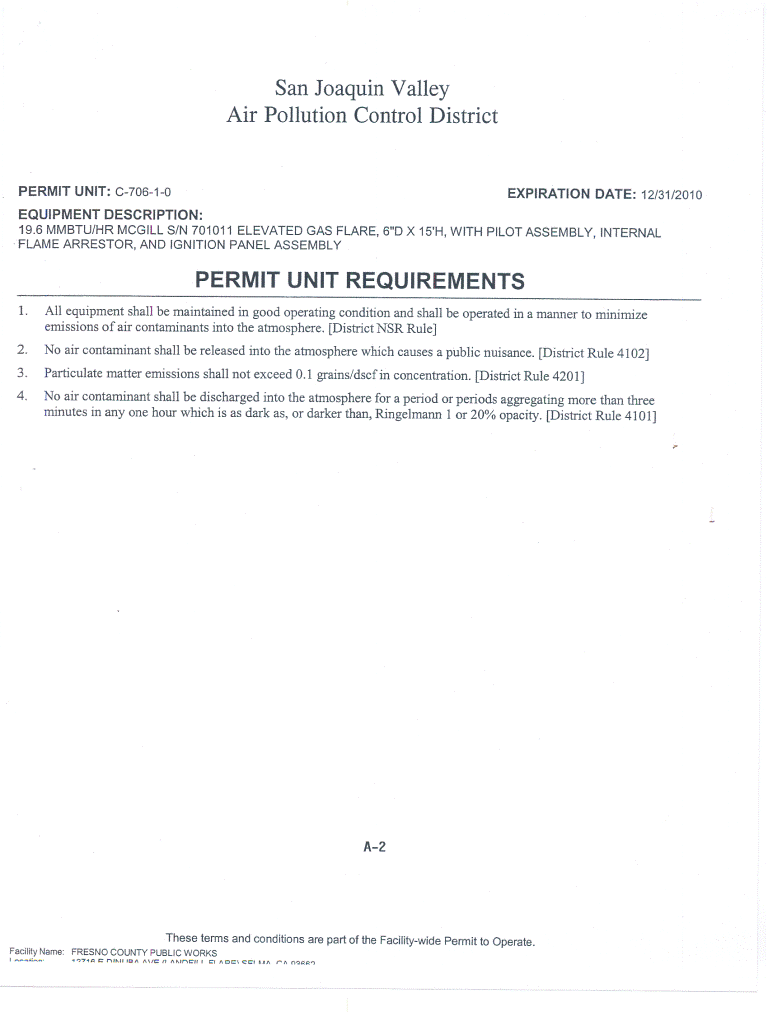 San Joaquin Valley
Air Pollution Control District
PERMIT UNIT: C-706-1-0
EXPIRATION DATE: 12/31/2010
EQUIPMENT DESCRIPTION:
19.6 MMBTU/HR MCGILL S/N 701011 ELEVATED GAS FLARE, 6"D X 15'H, WITH PILOT ASSEMBLY, INTERNAL
FLAME ARRESTOR, AND IGNITION PANEL ASSEMBLY
PERMIT UNIT REQUIREMENTS
1. All equipment shall be maintained in good operating condition and shall be operated in a manner to minimize
emissions of air contaminants into the atmosphere. [District NSR Rule]
2. No air contaminant shall be released into the atmosphere which causes a public nuisance. [District Rule 4102]
3. Particulate matter emissions shall not exceed 0.1 grains/dscf in concentration. [District Rule 4201]
4. No air contaminant shall be discharged into the atmosphere for a period or periods aggregating more than three
minutes in any one hour which is as dark as, or darker than, Ringelmann 1 or 20% opacity. [District Rule 4101]
A-2
These terms and conditions are part of the Facility-wide Permit to Operate.
Facility Name: FRESNO COUNTY PUBLIC WORKS